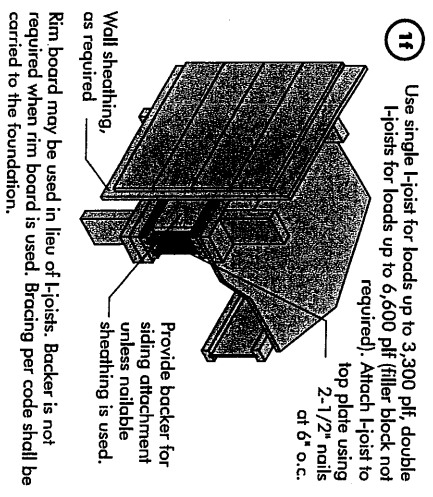 1f
Use single I-joist for loads up to 3,300 plf, double
I-joists for loads up to 6,600 plf (filler block not
required). Attach I-joist to
top plate using
2-1/2" nails
at 6" o.c.
Wall sheathing,
as required
Provide backer for
siding attachment
unless nailable
sheathing is used.
Rim board may be used in lieu of I-joists. Backer is not
required when rim board is used. Bracing per code shall be
carried to the foundation.